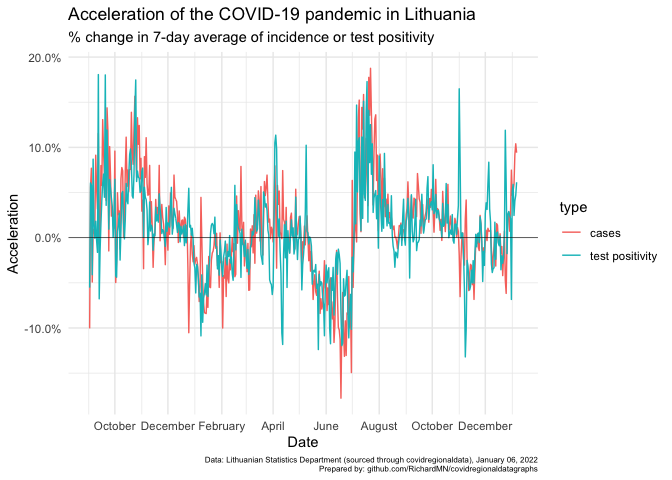 Acceleration of the COVID-19 pandemic in Lithuania
% change in 7-day average of incidence or test positivity
20.0%
10.0%
0.0%
-10.0%
Acceleration
October December February April June August October December
Date
type
cases
test positivity
Data: Lithuanian Statistics Department (sourced through covidregionaldata), January 06, 2022
Prepared by: github.com/RichardMN/covidregionaldatagraphs